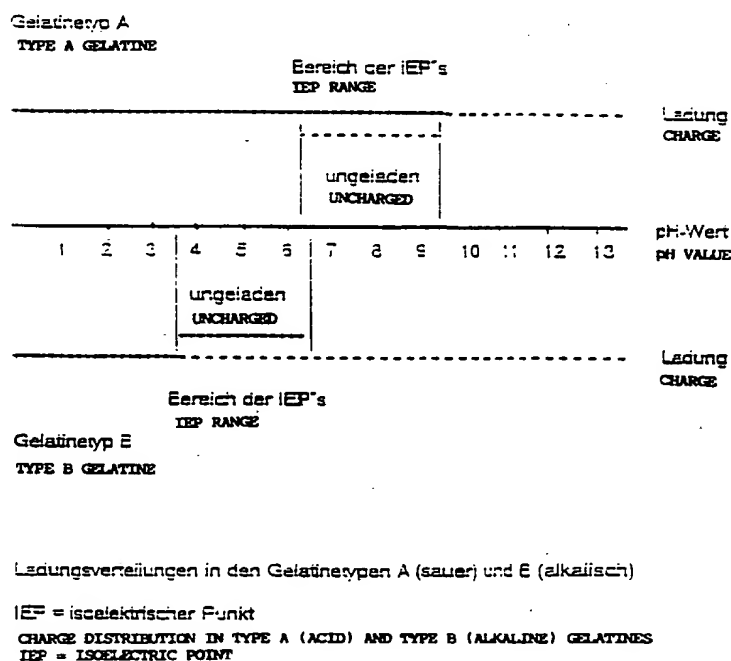 Gelatinetyp A
TYPE A GELATINE
Bereich der IEP's
IEP RANGE
Ladung
CHARGE
ungeladen
UNCHARGED
pH-Wert
1 2 3 4 5 6 7 8 9 10 11 12 13
pH VALUE
ungeladen
UNCHARGED
Ladung
CHARGE
Bereich der IEP's
IEP RANGE
Gelatinetyp B
TYPE B GELATINE
Ladungsverteilungen in den Gelatinetypen A (sauer) und B (alkalisch)
IEP = isoelektrischer Punkt
CHARGE DISTRIBUTION IN TYPE A (ACID) AND TYPE B (ALKALINE) GELATINES
IEP = ISOELECTRIC POINT